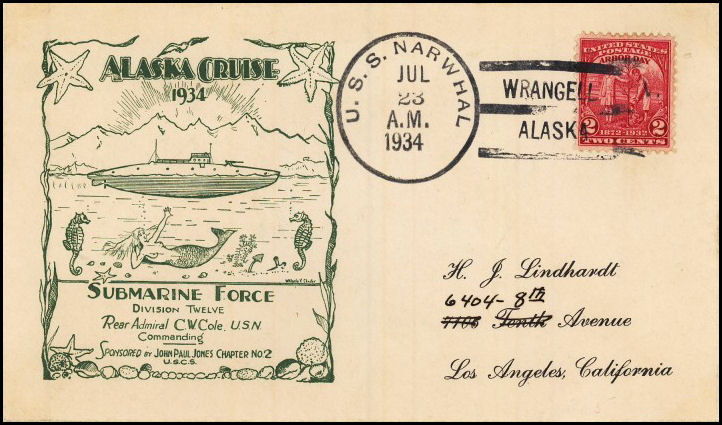 ALASKA CRUISE
1934
SUBMARINE FORCE
DIVISION TWELVE
Rear Admiral C.W. Cole, U.S.N.
Commanding
SPONSORED BY JOHN PAUL JONES CHAPTER NO. 2
U.S.C.S.
U. S. S. NARWHAL
JUL
23
A.M.
1934
WRANGELL
ALASKA
UNITED STATES
POSTAGE
ARBOR DAY
2 1872-1932 2
TWO CENTS
H. J. Lindhardt
6404- 8th
Tenth Avenue
Los Angeles, California